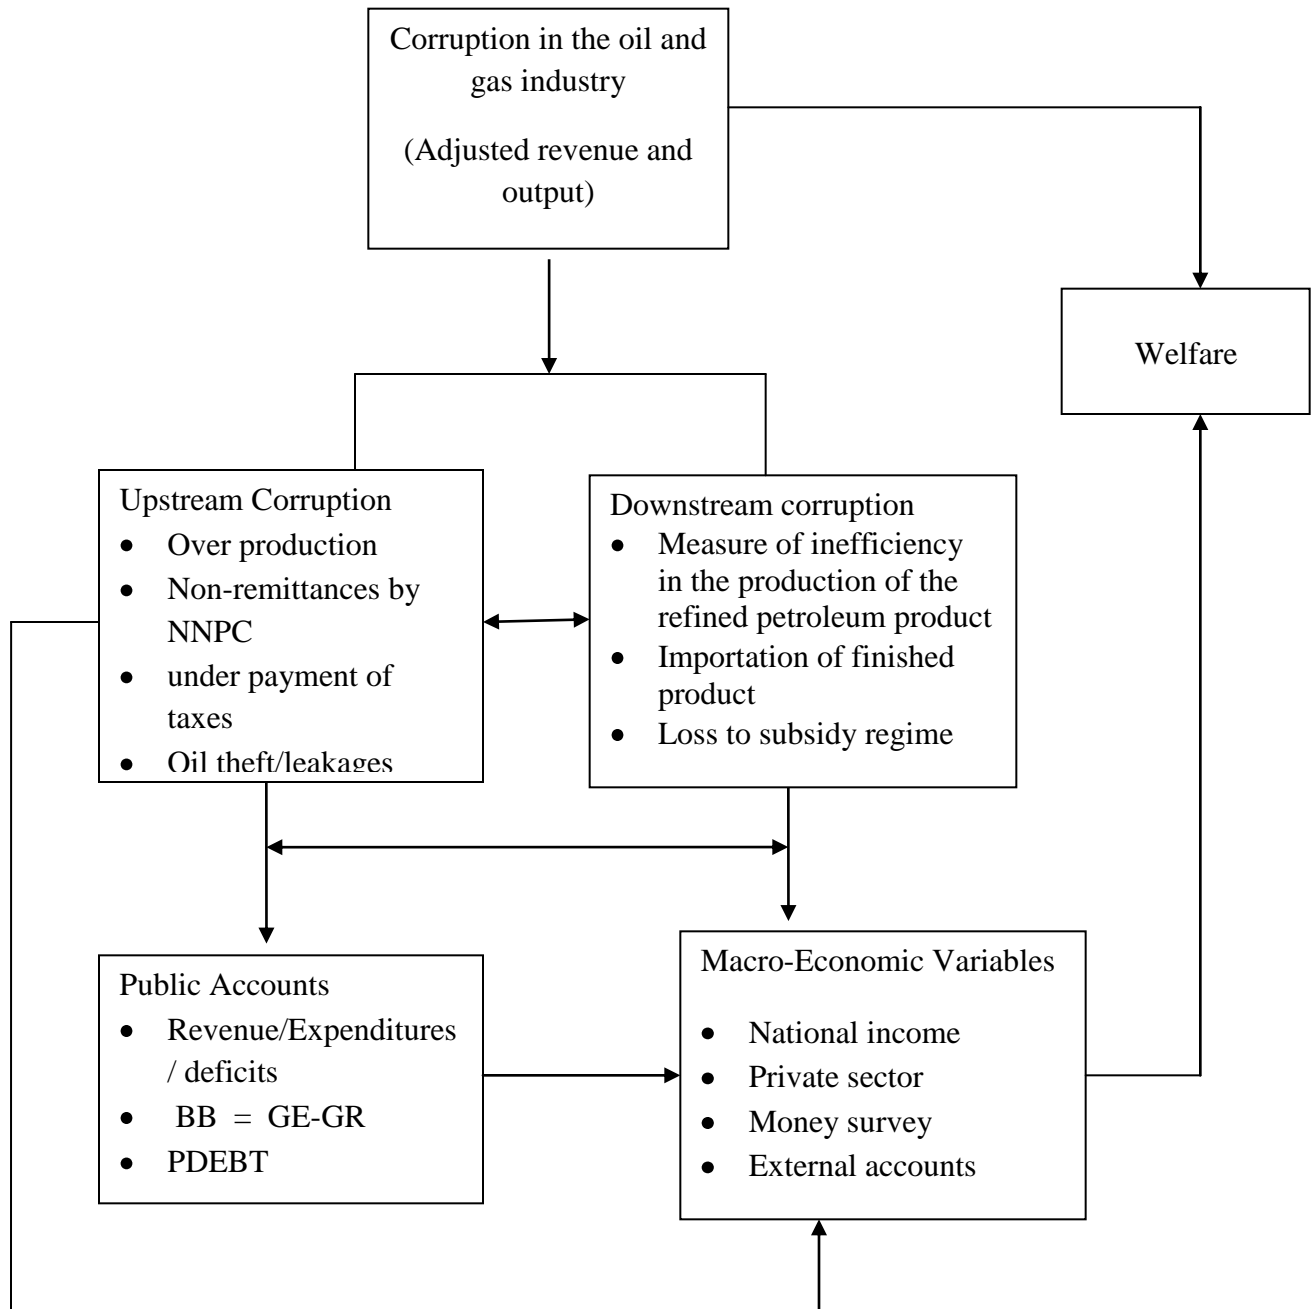 Corruption in the oil and
gas industry
(Adjusted revenue and
output)
Welfare
Upstream Corruption
• Over production
• Non-remittances by
NNPC
• under payment of
taxes
• Oil theft/leakages
Downstream corruption
• Measure of inefficiency
in the production of the
refined petroleum product
• Importation of finished
product
• Loss to subsidy regime
Public Accounts
• Revenue/Expenditures
/ deficits
• BB = GE-GR
• PDEBT
Macro-Economic Variables
• National income
• Private sector
• Money survey
• External accounts